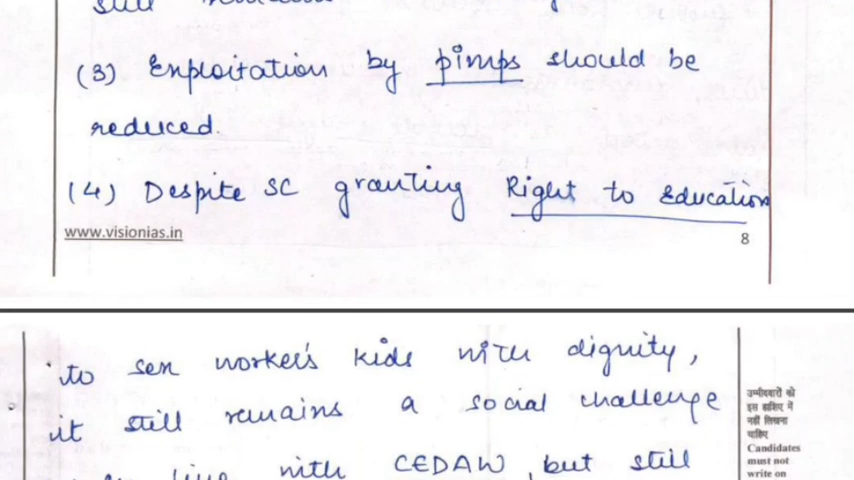 still
(3) Exploitation by pimps should be
reduced.
(4) Despite SC granting Right to Education
www.visionias.in
8
to sex worker's kids with dignity,
it still remains a social challenge
with CEDAW, but still
उम्मीदवारों को
इस हाशिए में
नहीं लिखना
चाहिए
Candidates
must not
write on